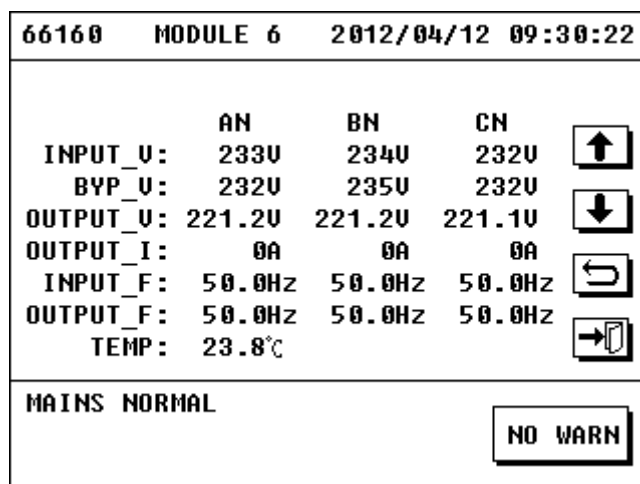 66160 MODULE 6 2012/04/12 09:30:22
AN BN CN
INPUT_V: 233V 234V 232V
BYP_V: 232V 235V 232V
OUTPUT_V: 221.2V 221.2V 221.1V
OUTPUT_I: 0A 0A 0A
INPUT_F: 50.0Hz 50.0Hz 50.0Hz
OUTPUT_F: 50.0Hz 50.0Hz 50.0Hz
TEMP: 23.8℃
MAINS NORMAL
NO WARN